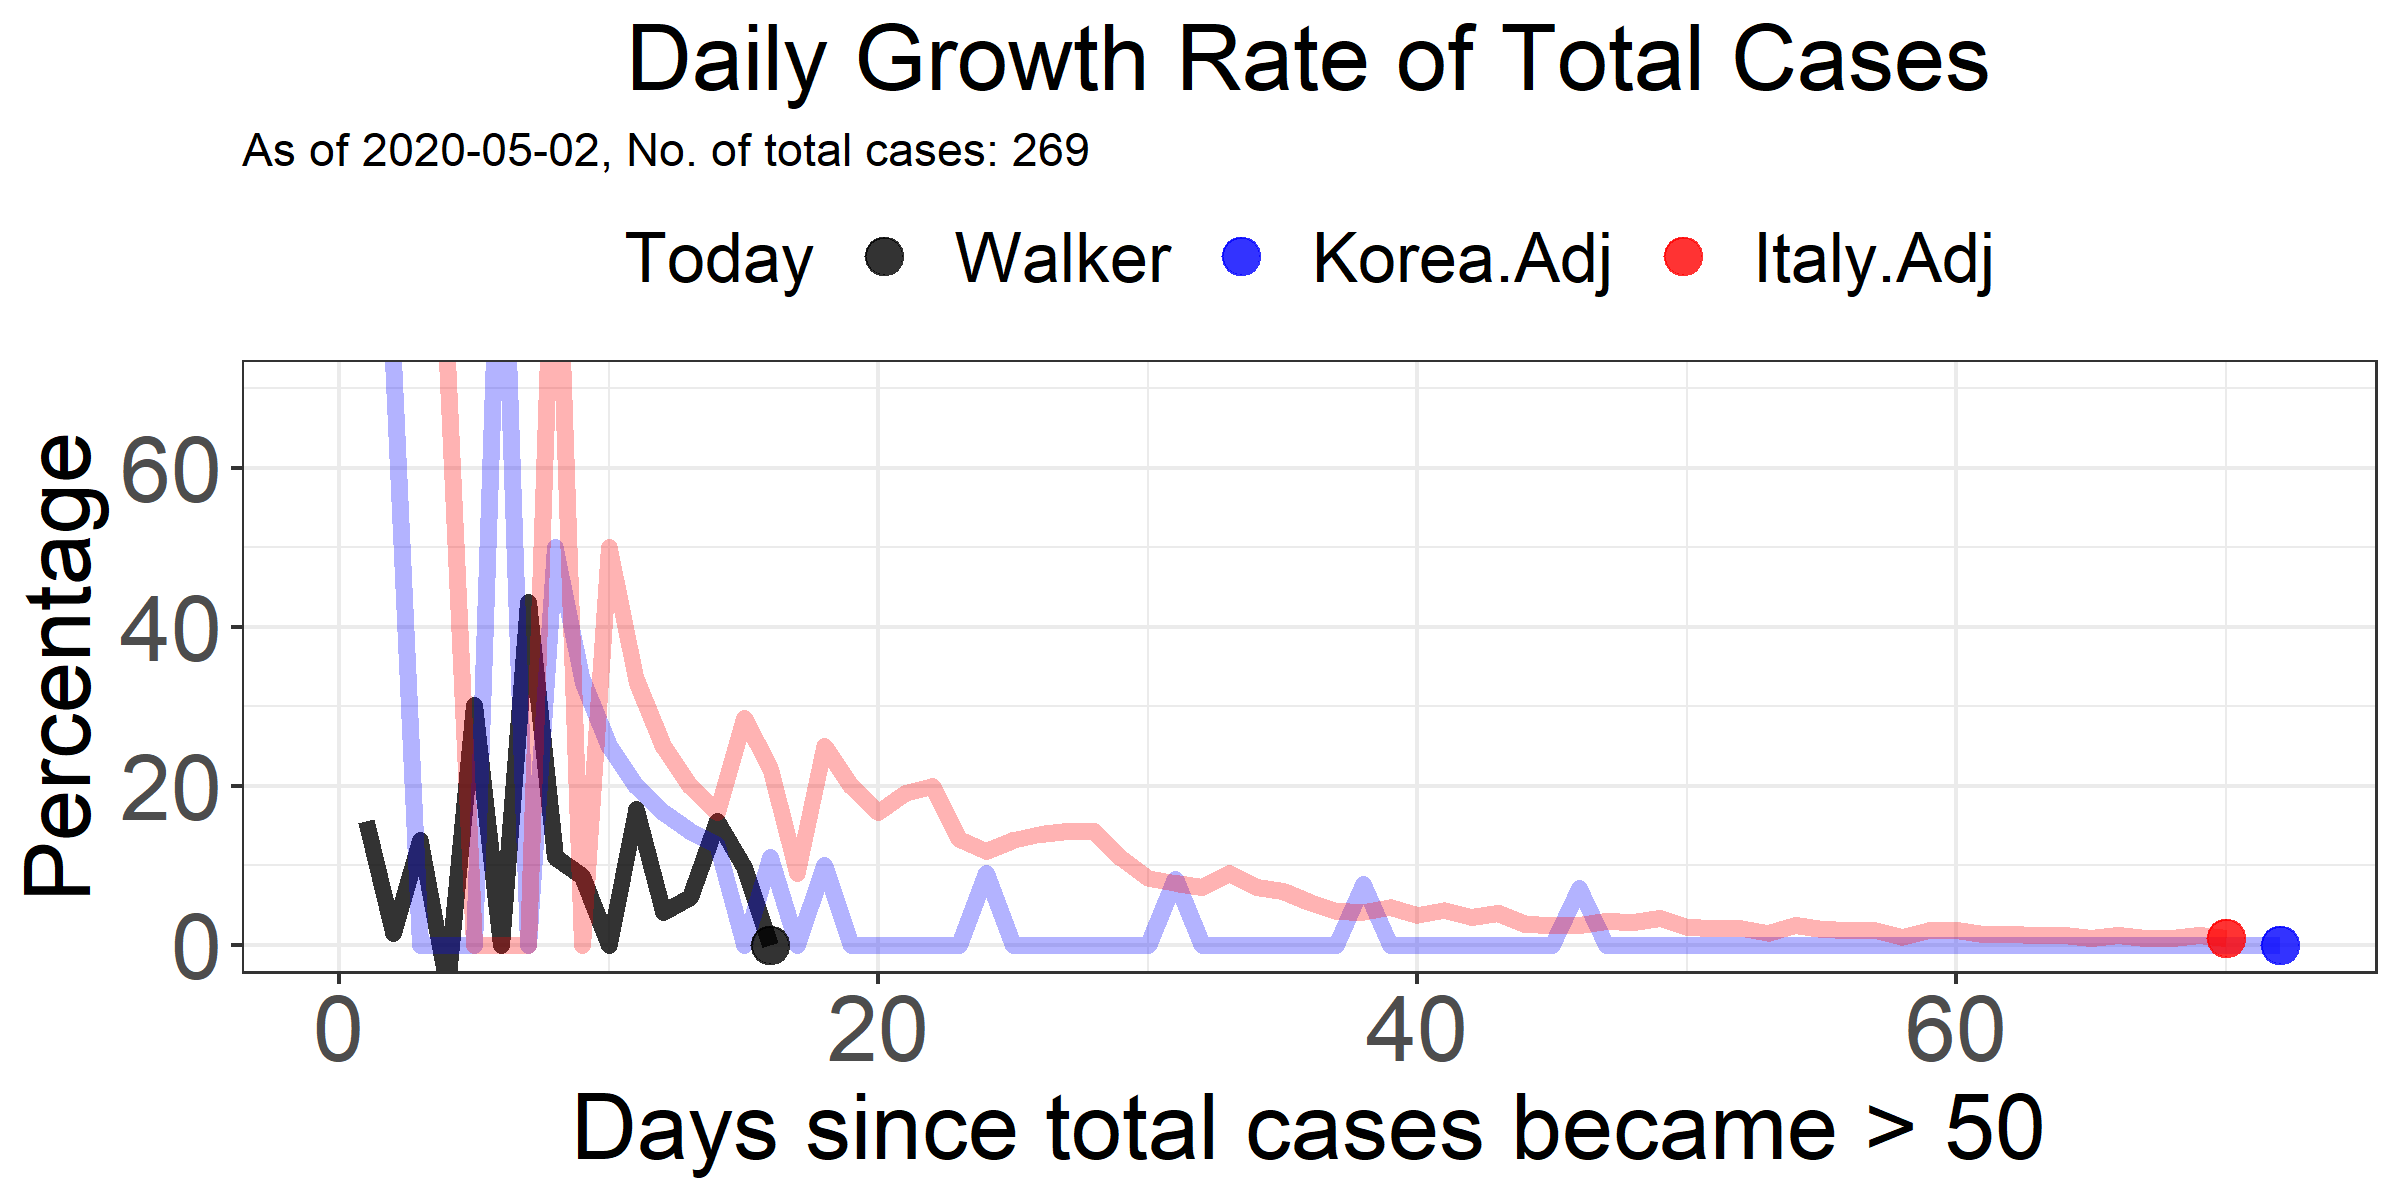 Daily Growth Rate of Total Cases
As of 2020-05-02, No. of total cases: 269
Today Walker Korea.Adj Italy.Adj
Percentage
60
40
20
0
0 20 40 60
Days since total cases became > 50